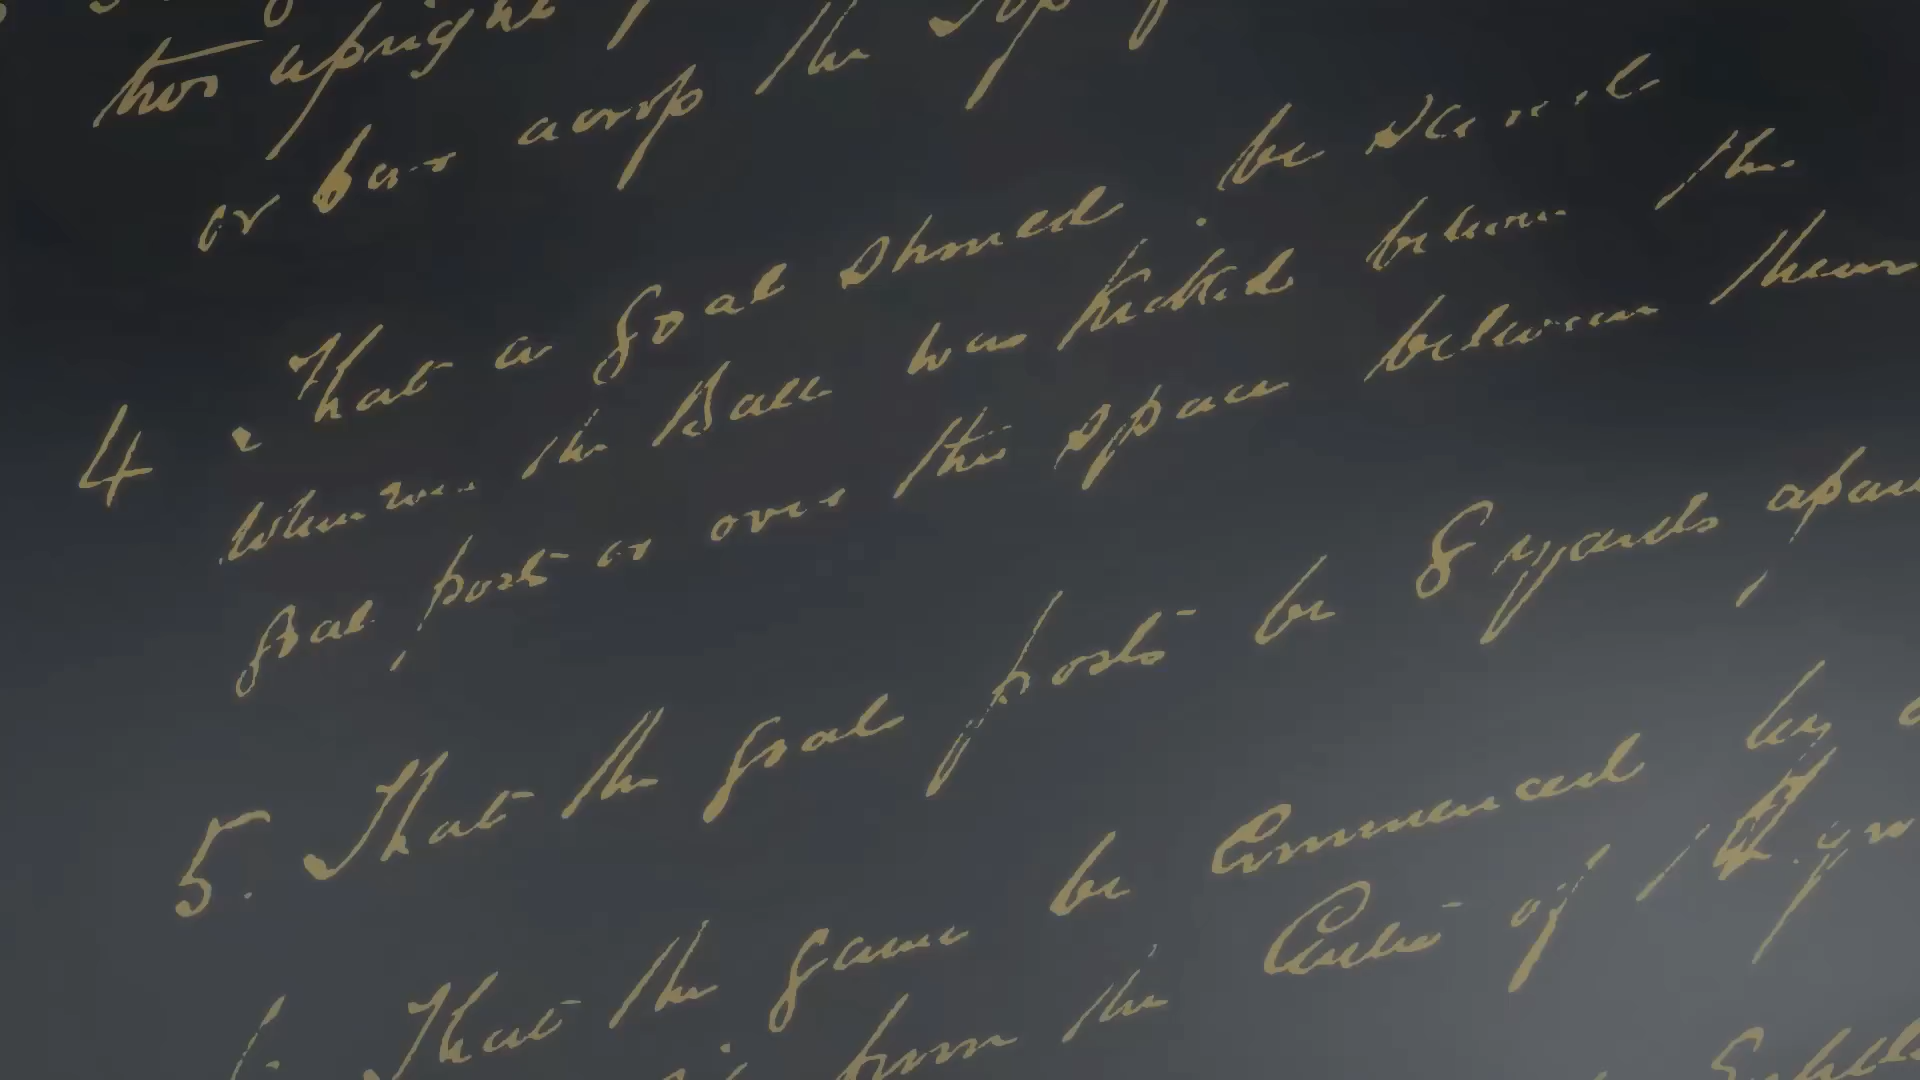 two upright
or bar across the top
4. That a Goal should be scored
whenever the Ball was kicked between the
Goal posts or over the space between them
5. That the Goal posts be 8 yards apart
6. That the Game be Commenced by a
from the Centre of the